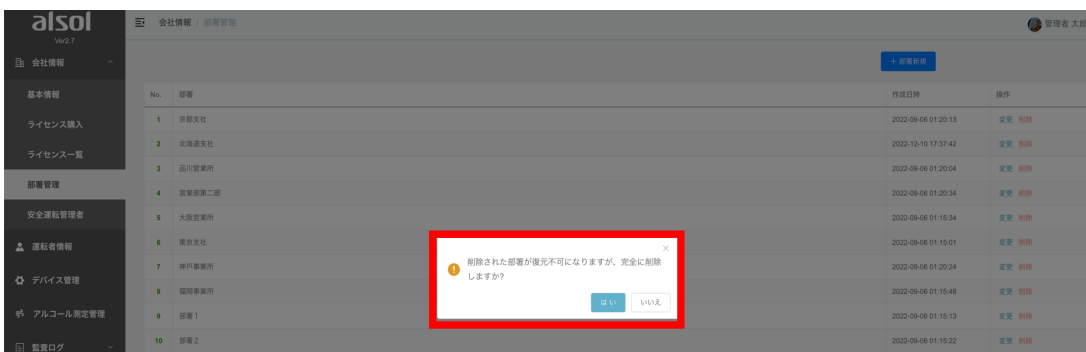 alsol
Ver2.7
会社情報 / 部署管理
管理者 太郎
会社情報
基本情報
ライセンス購入
ライセンス一覧
部署管理
安全運転管理者
運転者情報
デバイス管理
アルコール測定管理
監査ログ
+ 部署新規
No. 部署 作成日時 操作
1 京都支社 2022-09-06 01:20:13 変更 削除
2 北海道支社 2022-12-10 17:37:42 変更 削除
3 品川営業所 2022-09-06 01:20:04 変更 削除
4 営業部第二部 2022-09-06 01:20:34 変更 削除
5 大阪営業所 2022-09-06 01:15:34 変更 削除
6 東京支社 2022-09-06 01:15:01 変更 削除
7 神戸事業所 2022-09-06 01:20:24 変更 削除
8 福岡事業所 2022-09-06 01:15:48 変更 削除
9 部署1 2022-09-06 01:15:13 変更 削除
10 部署2 2022-09-06 01:15:22 変更 削除
削除された部署が復元不可になりますが、完全に削除
しますか?
はい いいえ